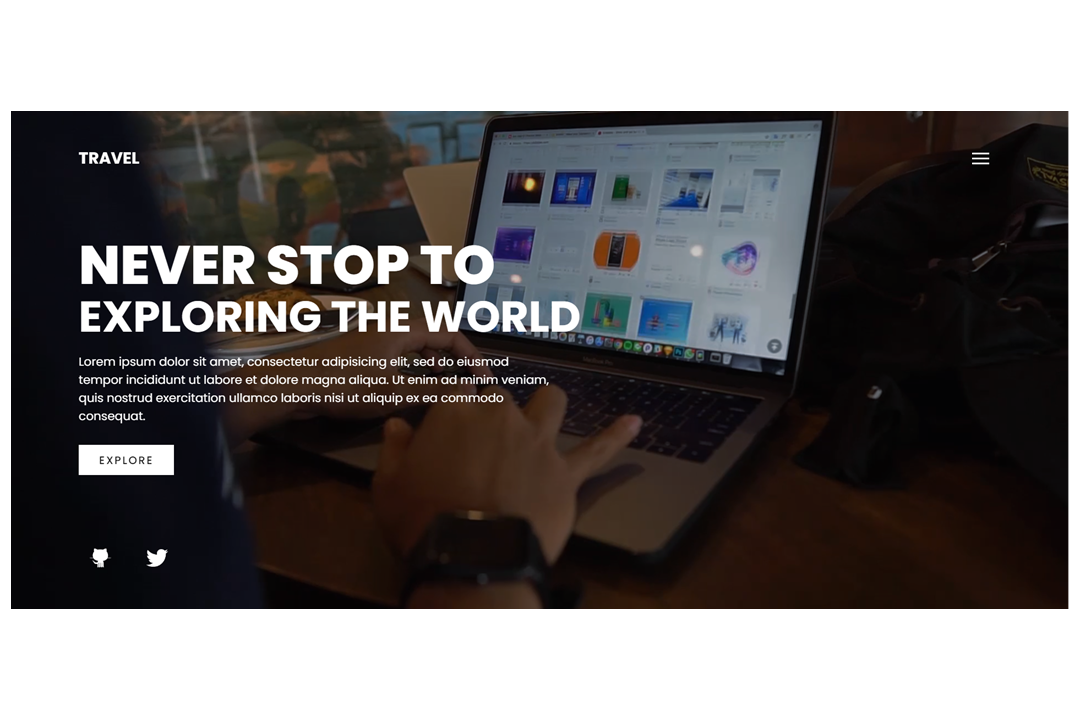 TRAVEL
NEVER STOP TO
EXPLORING THE WORLD
Lorem ipsum dolor sit amet, consectetur adipisicing elit, sed do eiusmod
tempor incididunt ut labore et dolore magna aliqua. Ut enim ad minim veniam,
quis nostrud exercitation ullamco laboris nisi ut aliquip ex ea commodo
consequat.
EXPLORE